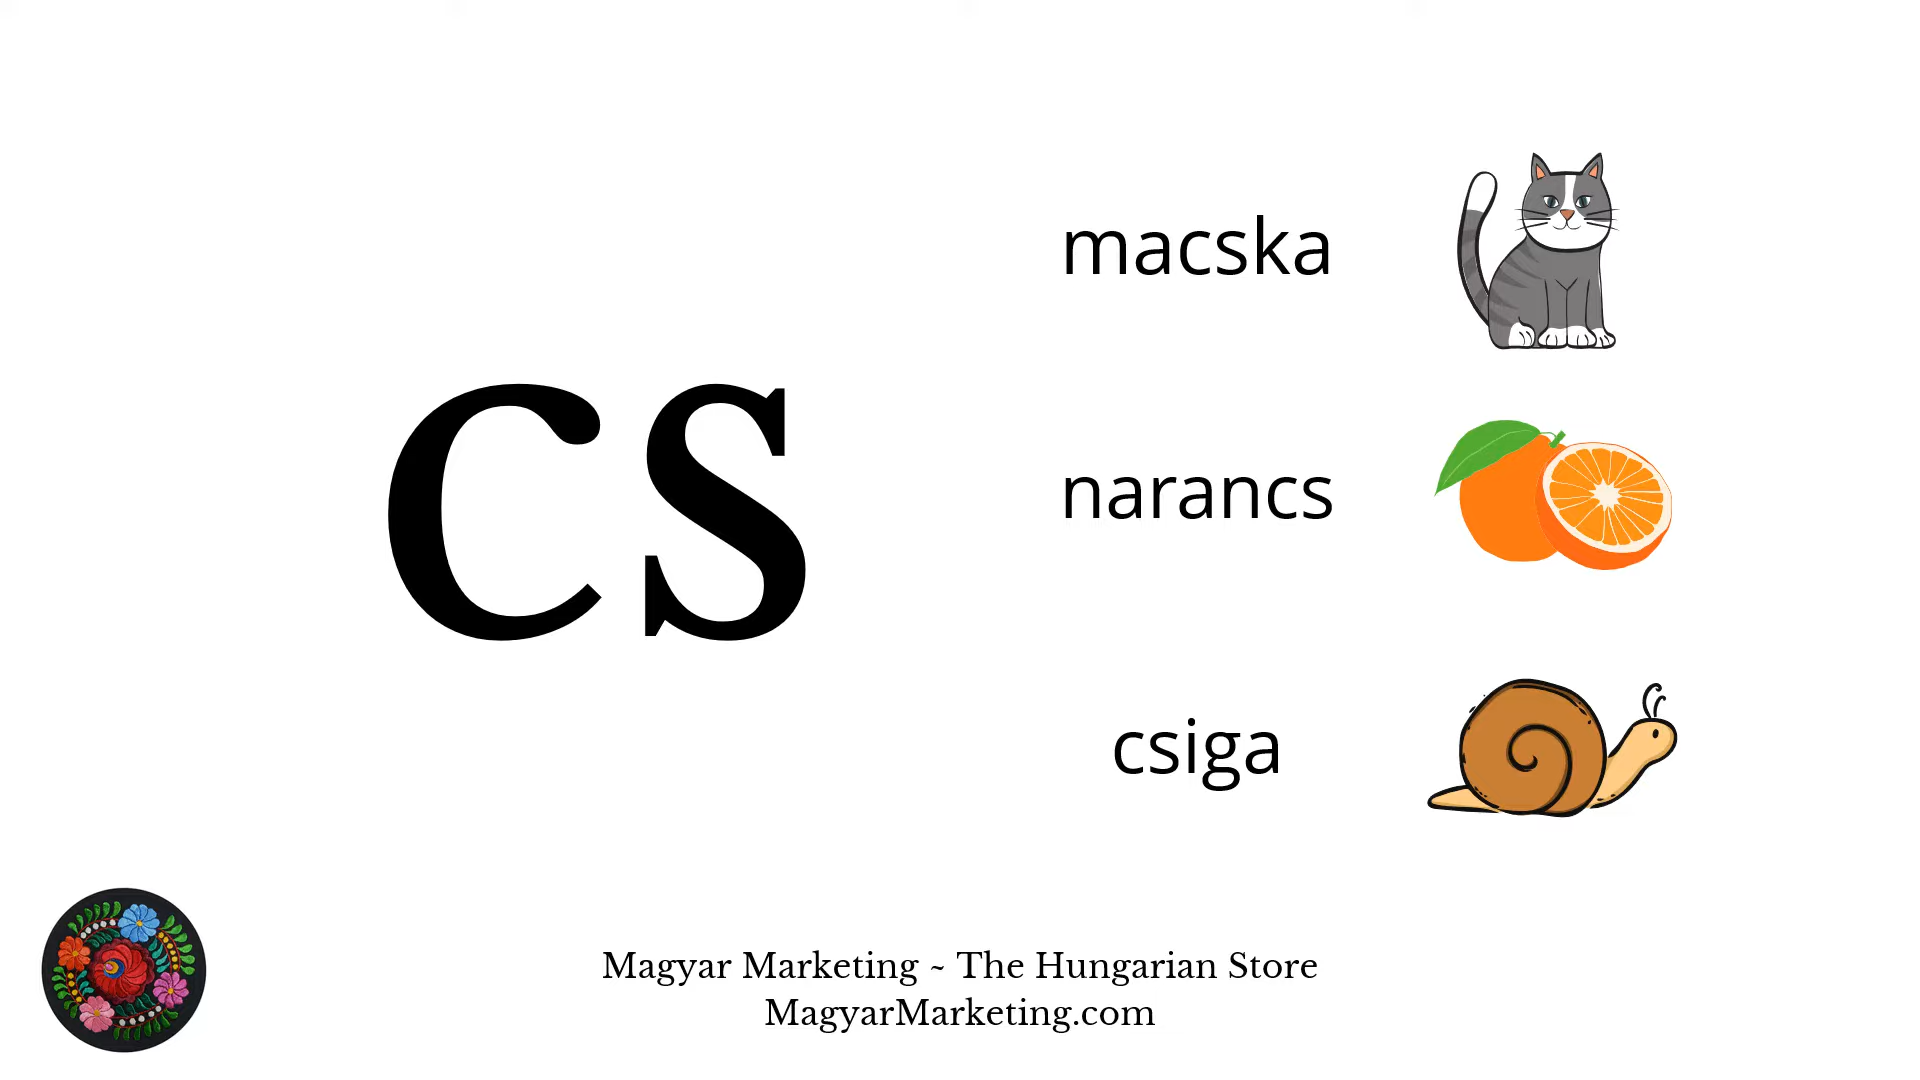 cs
macska
narancs
csiga
Magyar Marketing ~ The Hungarian Store
MagyarMarketing.com